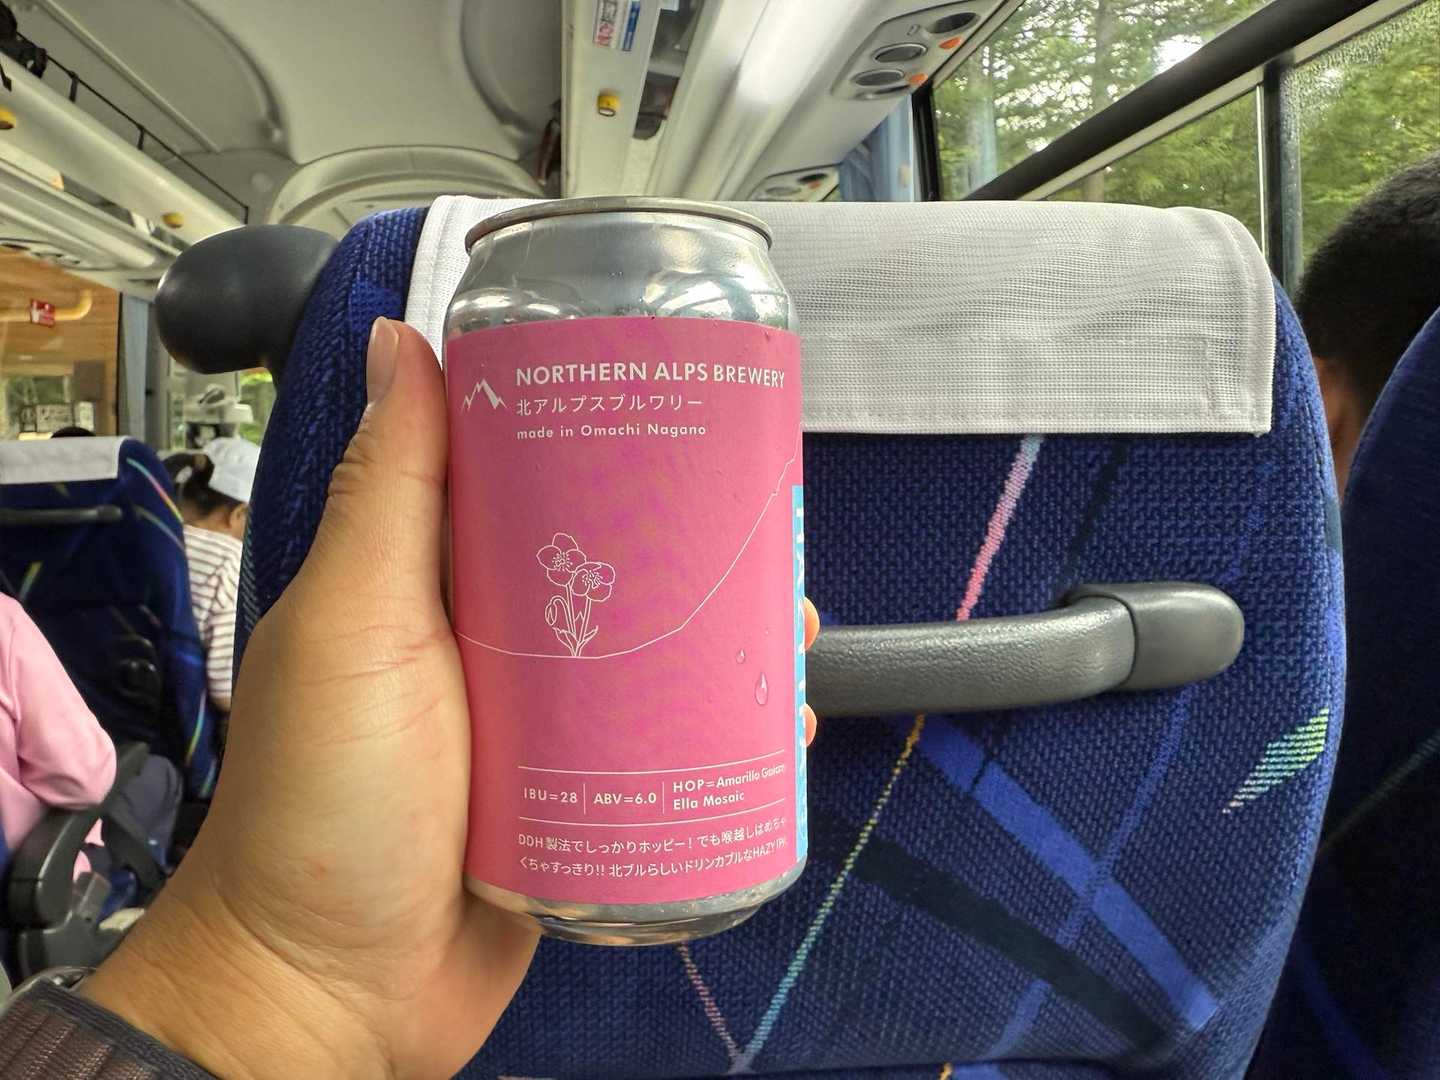 NORTHERN ALPS BREWERY
北アルプスブルワリー
made in Omachi Nagano
IBU=28
ABV=6.0
HOP=Amarillo
Ella Mosaic
DDH製法でしっかりホッピー!でも喉越しはめちゃ
くちゃすっきり!! 北ブルらしいドリンカブルなHAZY IPA